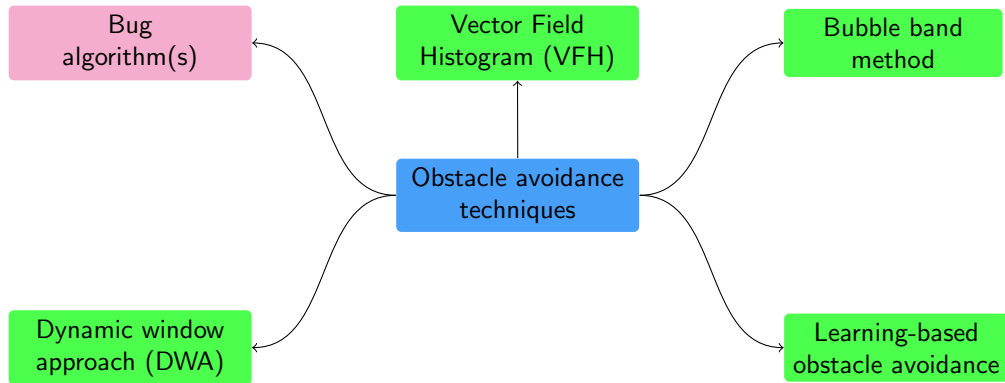 Bug
algorithm(s)
Vector Field
Histogram (VFH)
Bubble band
method
Obstacle avoidance
techniques
Dynamic window
approach (DWA)
Learning-based
obstacle avoidance